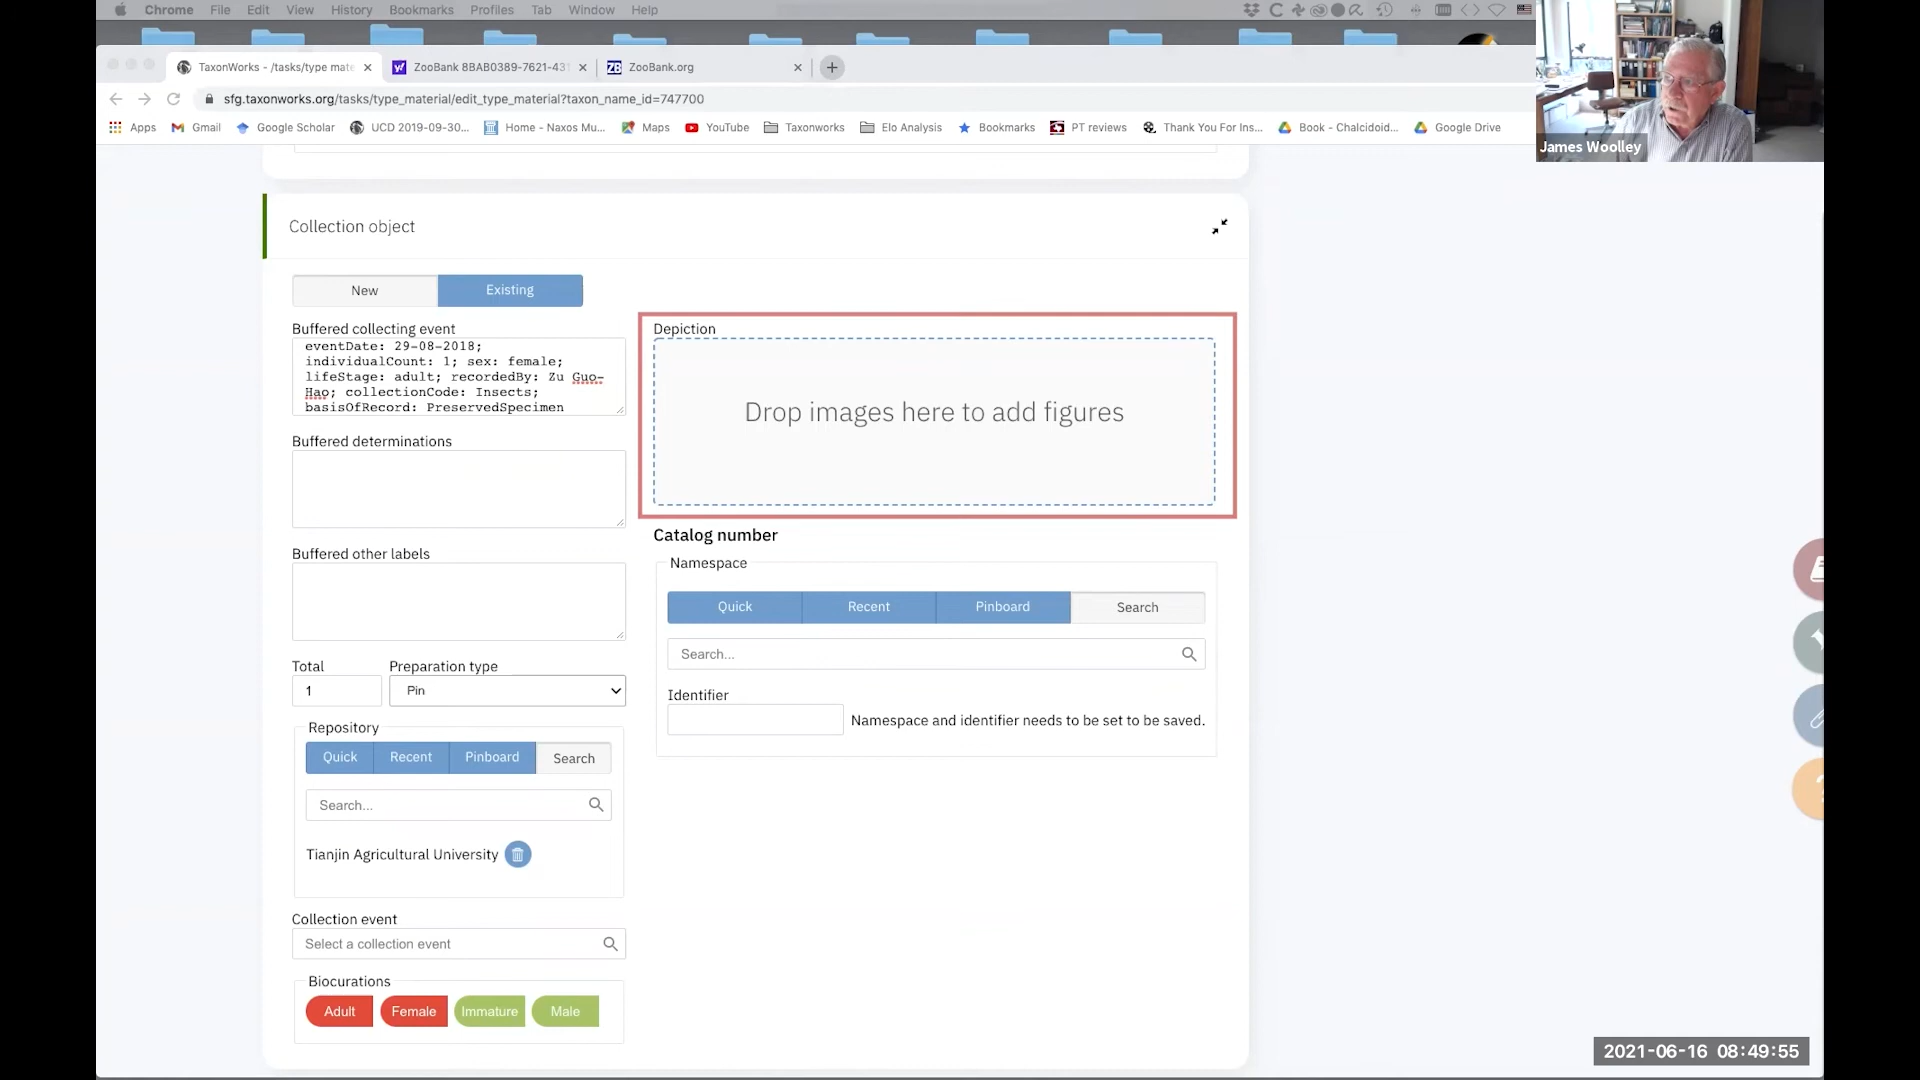 Chrome File Edit View History Bookmarks Profiles Tab Window Help
TaxonWorks - /tasks/type mate
ZooBank 8BAB0389-7621-431
ZooBank.org
sfg.taxonworks.org/tasks/type_material/edit_type_material?taxon_name_id=747700
Apps Gmail Google Scholar UCD 2019-09-30... Home - Naxos Mu... Maps YouTube Taxonworks Elo Analysis Bookmarks PT reviews Thank You For Ins... Book - Chalcidoid... Google Drive
James Woolley
Collection object
New Existing
Buffered collecting event
eventDate: 29-08-2018;
individualCount: 1; sex: female;
lifeStage: adult; recordedBy: Zu Guo-
Hao; collectionCode: Insects;
basisOfRecord: PreservedSpecimen
Buffered determinations
Buffered other labels
Total
1
Preparation type
Pin
Repository
Quick Recent Pinboard Search
Search...
Tianjin Agricultural University
Collection event
Select a collection event
Biocurations
Adult Female Immature Male
Depiction
Drop images here to add figures
Catalog number
Namespace
Quick Recent Pinboard Search
Search...
Identifier
Namespace and identifier needs to be set to be saved.
2021-06-16 08:49:55